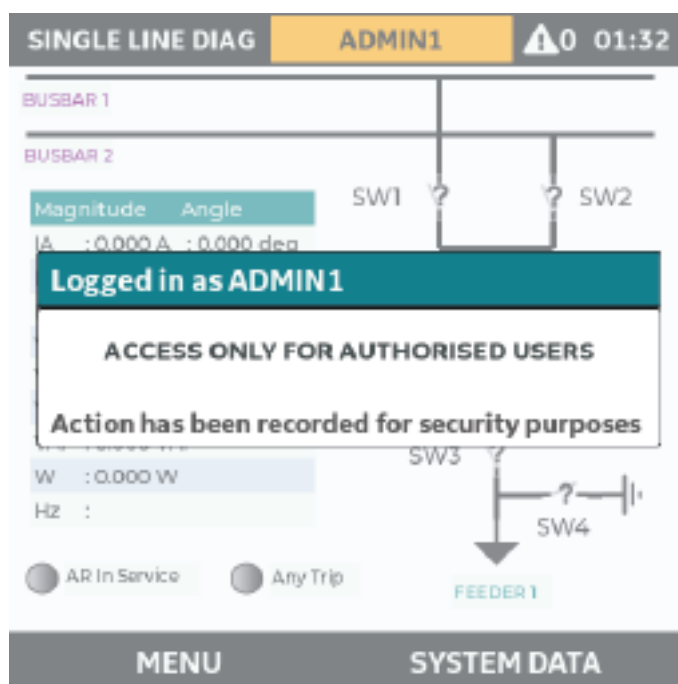 SINGLE LINE DIAG ADMIN1 0 01:32
BUSBAR 1
BUSBAR 2
SW1 ? ? SW2
Magnitude Angle
IA : 0.000 A : 0.000 deg
Logged in as ADMIN1
ACCESS ONLY FOR AUTHORISED USERS
Action has been recorded for security purposes
SW3
W : 0.000 W
?
Hz :
SW4
AR In Service Any Trip
FEEDER 1
MENU SYSTEM DATA